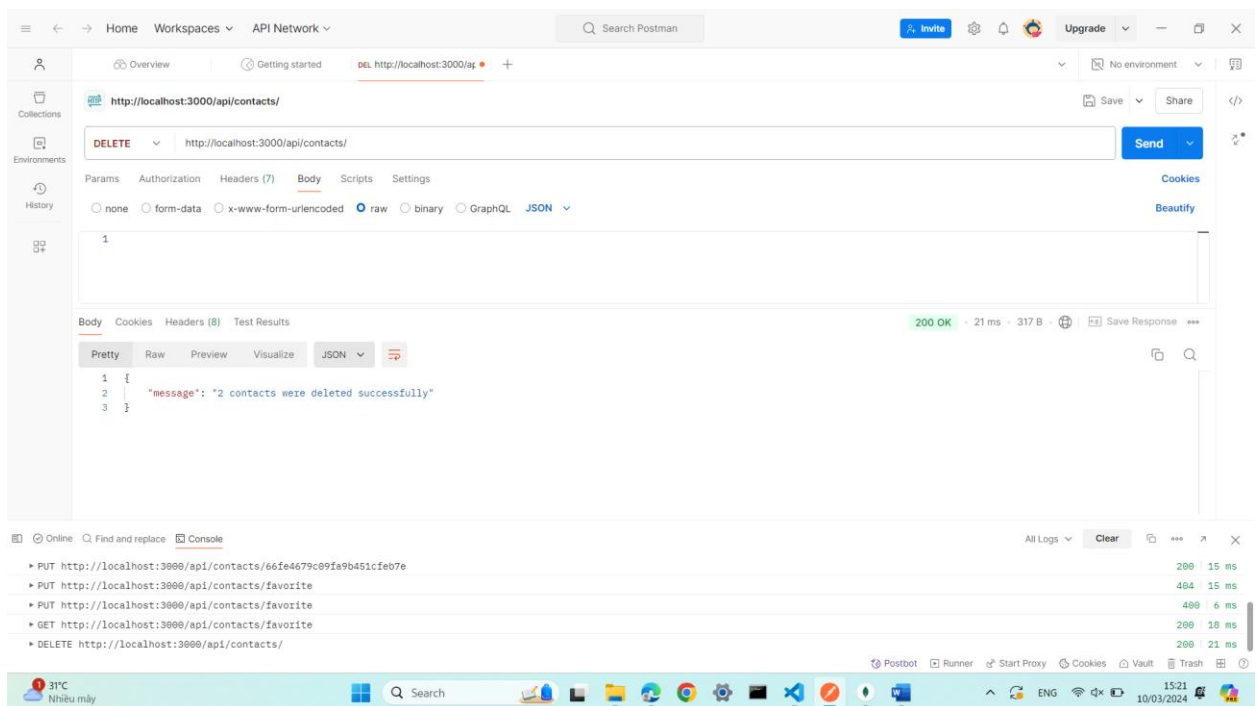 Home Workspaces API Network Search Postman Invite Upgrade
Overview Getting started DEL http://localhost:3000/ap No environment
HTTP http://localhost:3000/api/contacts/ Save Share
Collections
DELETE http://localhost:3000/api/contacts/ Send
Environments
Params Authorization Headers (7) Body Scripts Settings Cookies
History
none form-data x-www-form-urlencoded raw binary GraphQL JSON Beautify
1
Body Cookies Headers (8) Test Results 200 OK 21 ms 317 B Save Response
Pretty Raw Preview Visualize JSON
1 {
2 "message": "2 contacts were deleted successfully"
3 }
Online Find and replace Console All Logs Clear
PUT http://localhost:3000/api/contacts/66fe4679c09fa9b451cfeb7e 200 15 ms
PUT http://localhost:3000/api/contacts/favorite 404 15 ms
PUT http://localhost:3000/api/contacts/favorite 400 6 ms
GET http://localhost:3000/api/contacts/favorite 200 18 ms
DELETE http://localhost:3000/api/contacts/ 200 21 ms
Postbot Runner Start Proxy Cookies Vault Trash
1 31°C Search ENG 15:21
Nhiều mây 10/03/2024